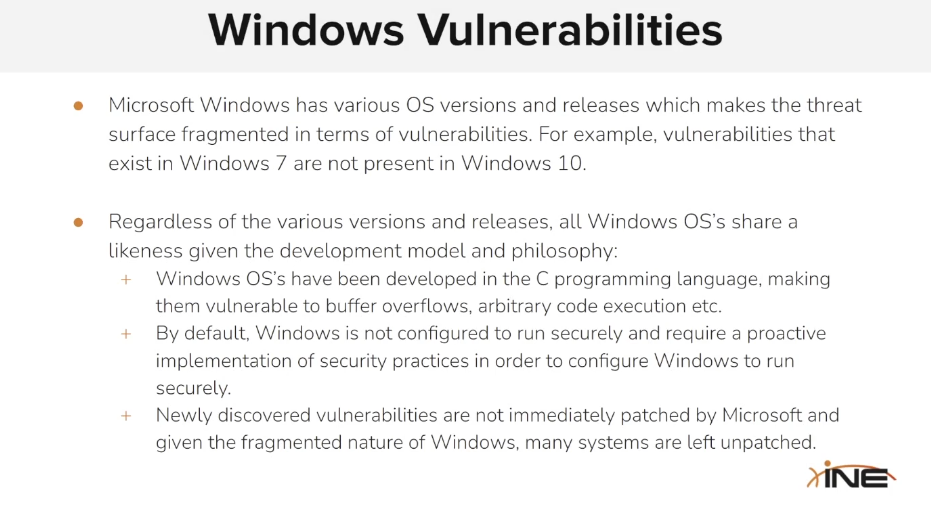 Windows Vulnerabilities
● Microsoft Windows has various OS versions and releases which makes the threat
surface fragmented in terms of vulnerabilities. For example, vulnerabilities that
exist in Windows 7 are not present in Windows 10.
● Regardless of the various versions and releases, all Windows OS’s share a
likeness given the development model and philosophy:
+ Windows OS’s have been developed in the C programming language, making
them vulnerable to buffer overflows, arbitrary code execution etc.
+ By default, Windows is not configured to run securely and require a proactive
implementation of security practices in order to configure Windows to run
securely.
+ Newly discovered vulnerabilities are not immediately patched by Microsoft and
given the fragmented nature of Windows, many systems are left unpatched.
INE